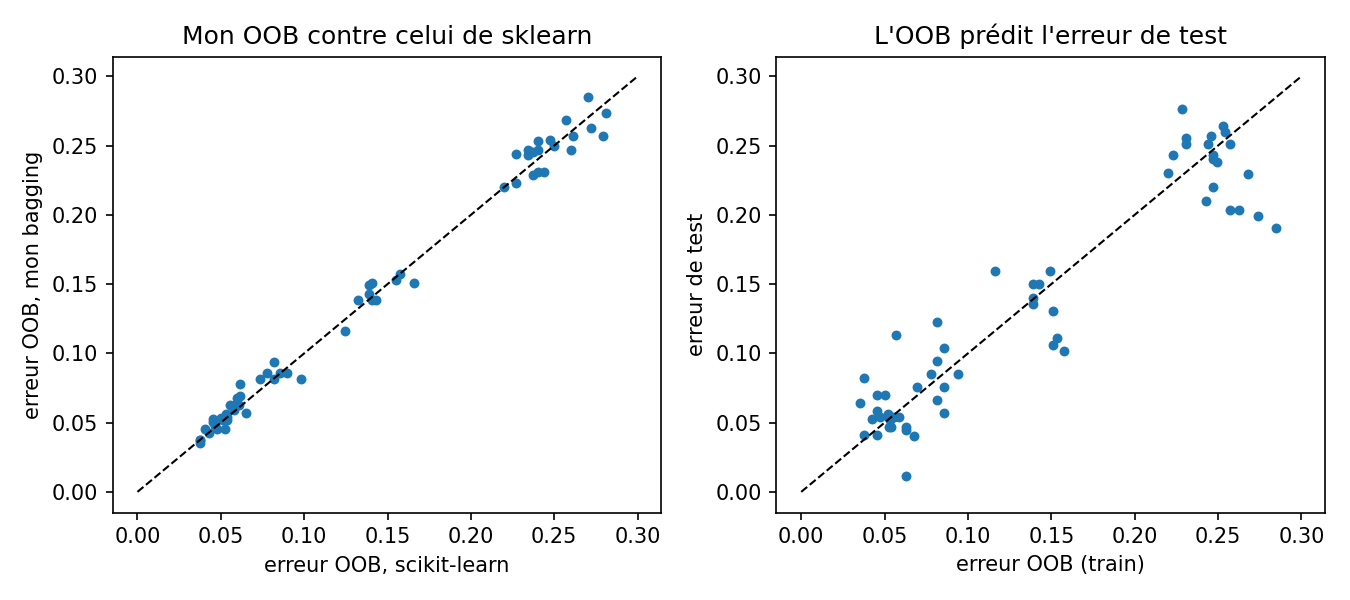 Mon OOB contre celui de sklearn
0.30
0.25
0.20
0.15
0.10
0.05
0.00
erreur OOB, mon bagging
0.00 0.05 0.10 0.15 0.20 0.25 0.30
erreur OOB, scikit-learn
L'OOB prédit l'erreur de test
0.30
0.25
0.20
0.15
0.10
0.05
0.00
erreur de test
0.00 0.05 0.10 0.15 0.20 0.25 0.30
erreur OOB (train)